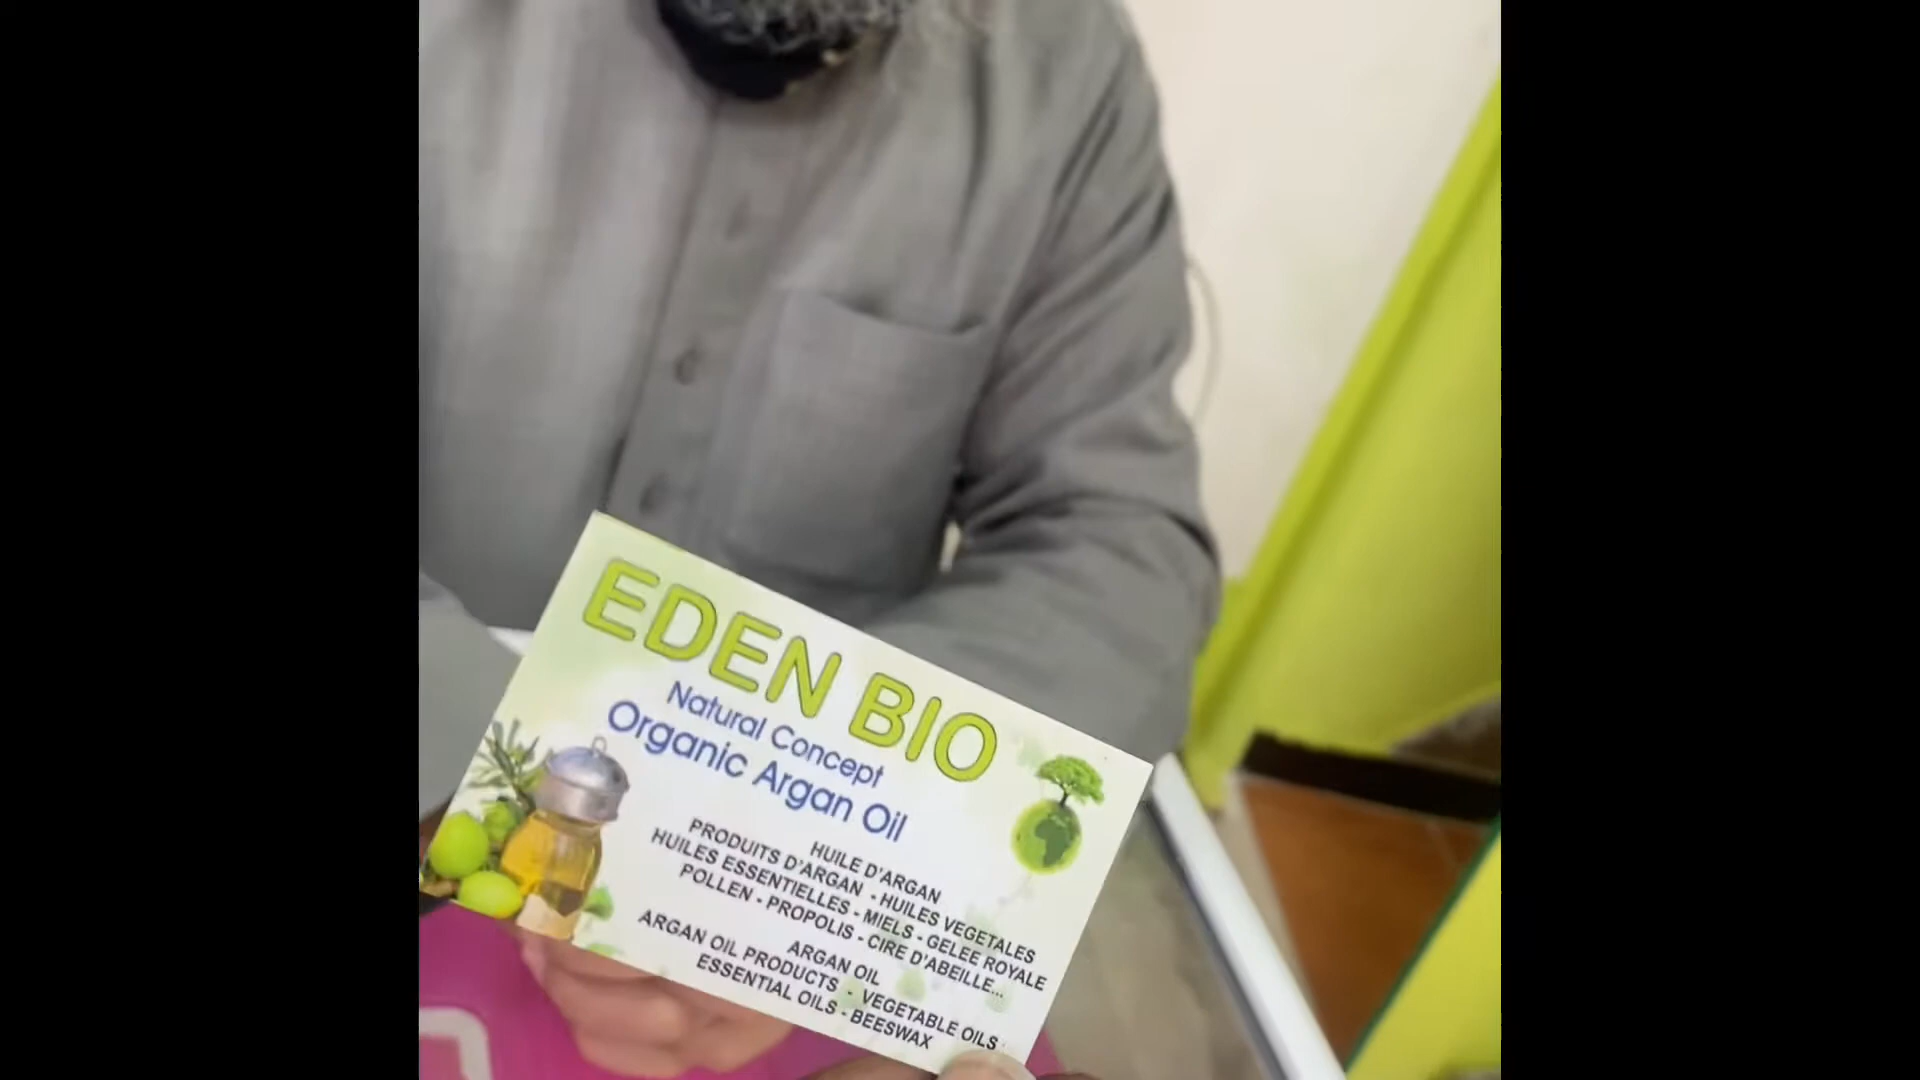 EDEN BIO
Natural Concept
Organic Argan Oil
HUILE D'ARGAN
PRODUITS D'ARGAN - HUILES VEGETALES
HUILES ESSENTIELLES - MIELS - GELEE ROYALE
POLLEN - PROPOLIS - CIRE D'ABEILLE...
ARGAN OIL
ARGAN OIL PRODUCTS - VEGETABLE OILS
ESSENTIAL OILS - BEESWAX